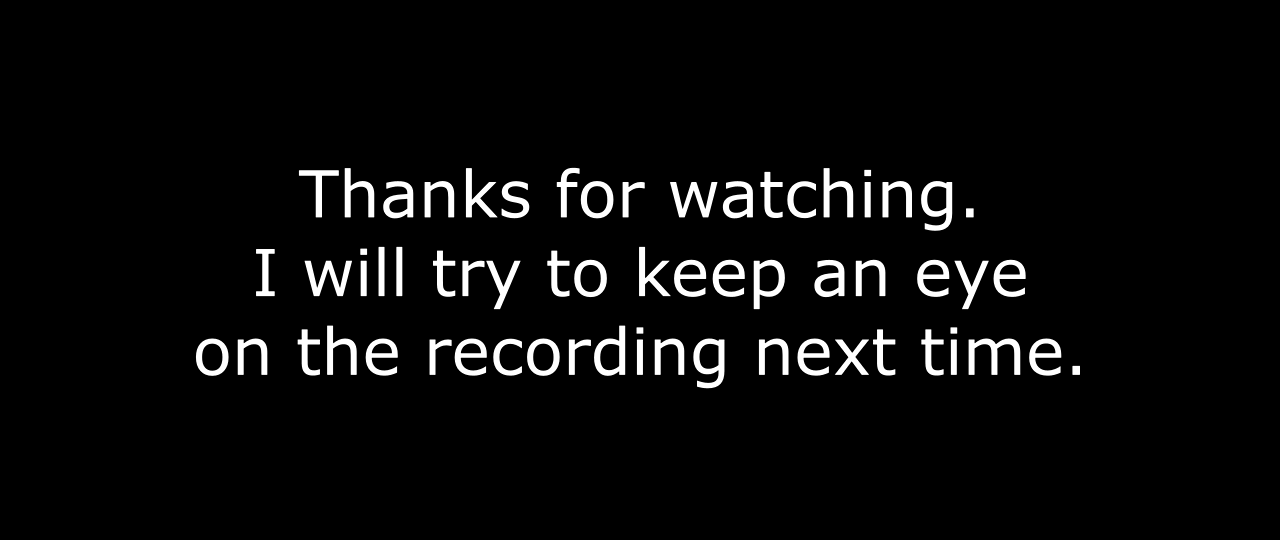 Thanks for watching.
I will try to keep an eye
on the recording next time.